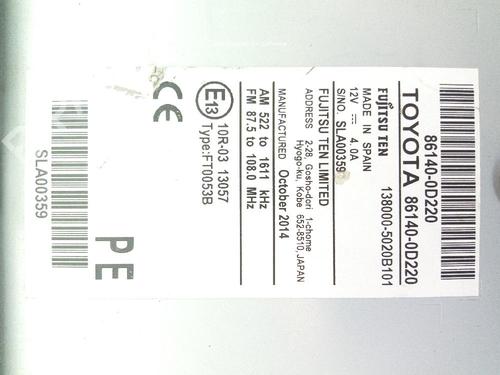 86140-0D220
TOYOTA 86140-0D220
FUJITSU TEN 138000-5020B101
MADE IN SPAIN
12V 4.0A
S/NO. SLA00359
FUJITSU TEN LIMITED
ADDRESS 2-28, Gosho-dori 1-chome
Hyogo-ku, Kobe 652-8510, JAPAN
MANUFACTURED October 2014
AM 522 to 1611 kHz
FM 87.5 to 108.0 MHz
E13 10R-03 13057
Type:FT0053B
CE
PE
SLA00359